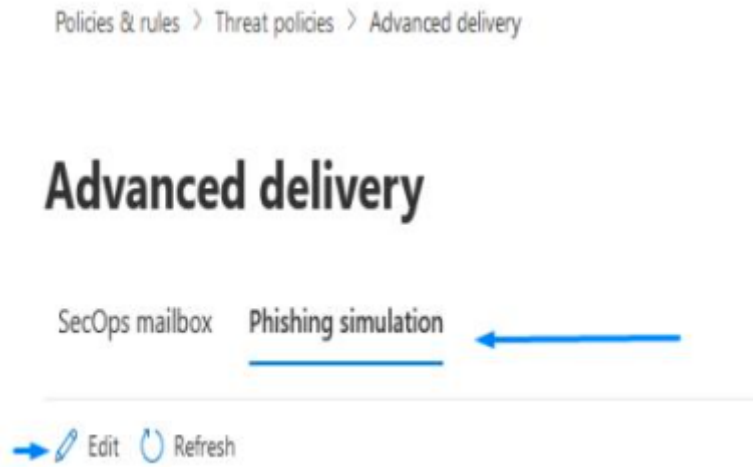 Policies & rules > Threat policies > Advanced delivery
Advanced delivery
SecOps mailbox Phishing simulation
Edit Refresh